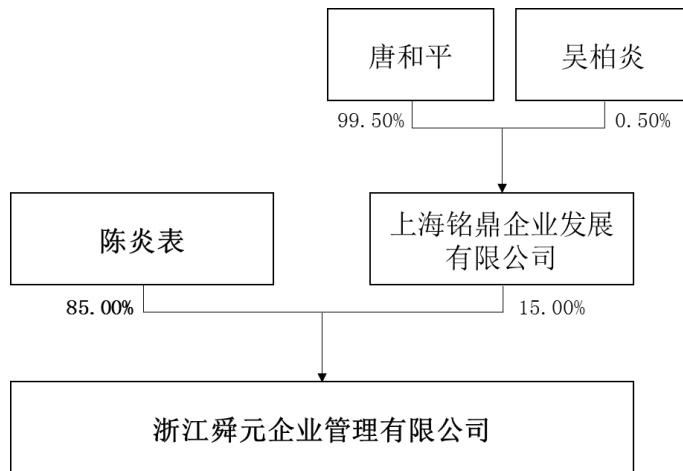 唐和平
吴柏炎
99.50%
0.50%
陈炎表
上海铭鼎企业发展
有限公司
85.00%
15.00%
浙江舜元企业管理有限公司